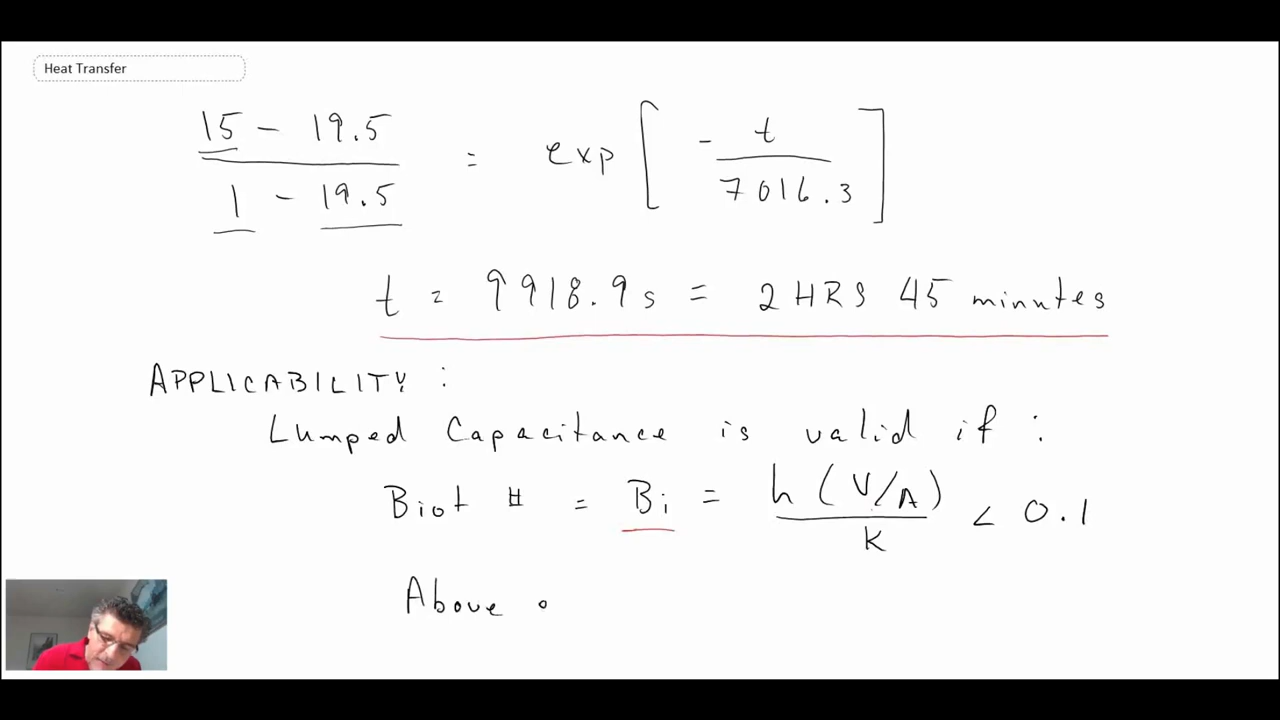 Heat Transfer
15 - 19.5 / 1 - 19.5 = exp [ - t / 7016.3 ]
t = 9918.9 s = 2 HRS 45 minutes
APPLICABILITY :
Lumped Capacitance is valid if :
Biot # = Bi = h (V/A) / K < 0.1
Above o